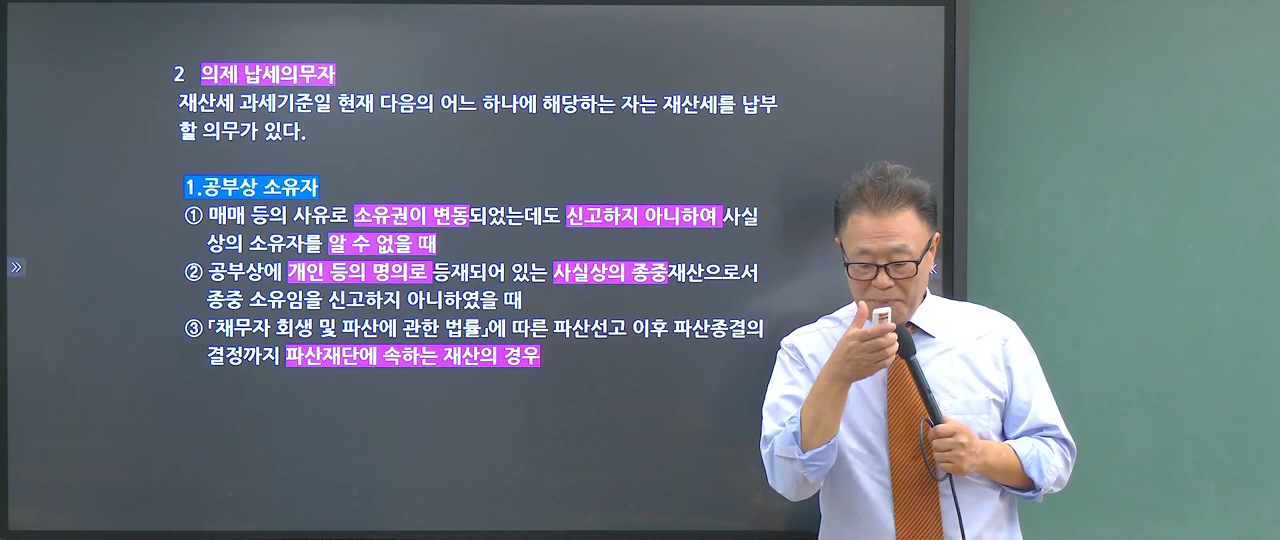 2 의제 납세의무자
재산세 과세기준일 현재 다음의 어느 하나에 해당하는 자는 재산세를 납부
할 의무가 있다.
1.공부상 소유자
① 매매 등의 사유로 소유권이 변동되었는데도 신고하지 아니하여 사실
상의 소유자를 알 수 없을 때
② 공부상에 개인 등의 명의로 등재되어 있는 사실상의 종중재산으로서
종중 소유임을 신고하지 아니하였을 때
③ 「채무자 회생 및 파산에 관한 법률」에 따른 파산선고 이후 파산종결의
결정까지 파산재단에 속하는 재산의 경우